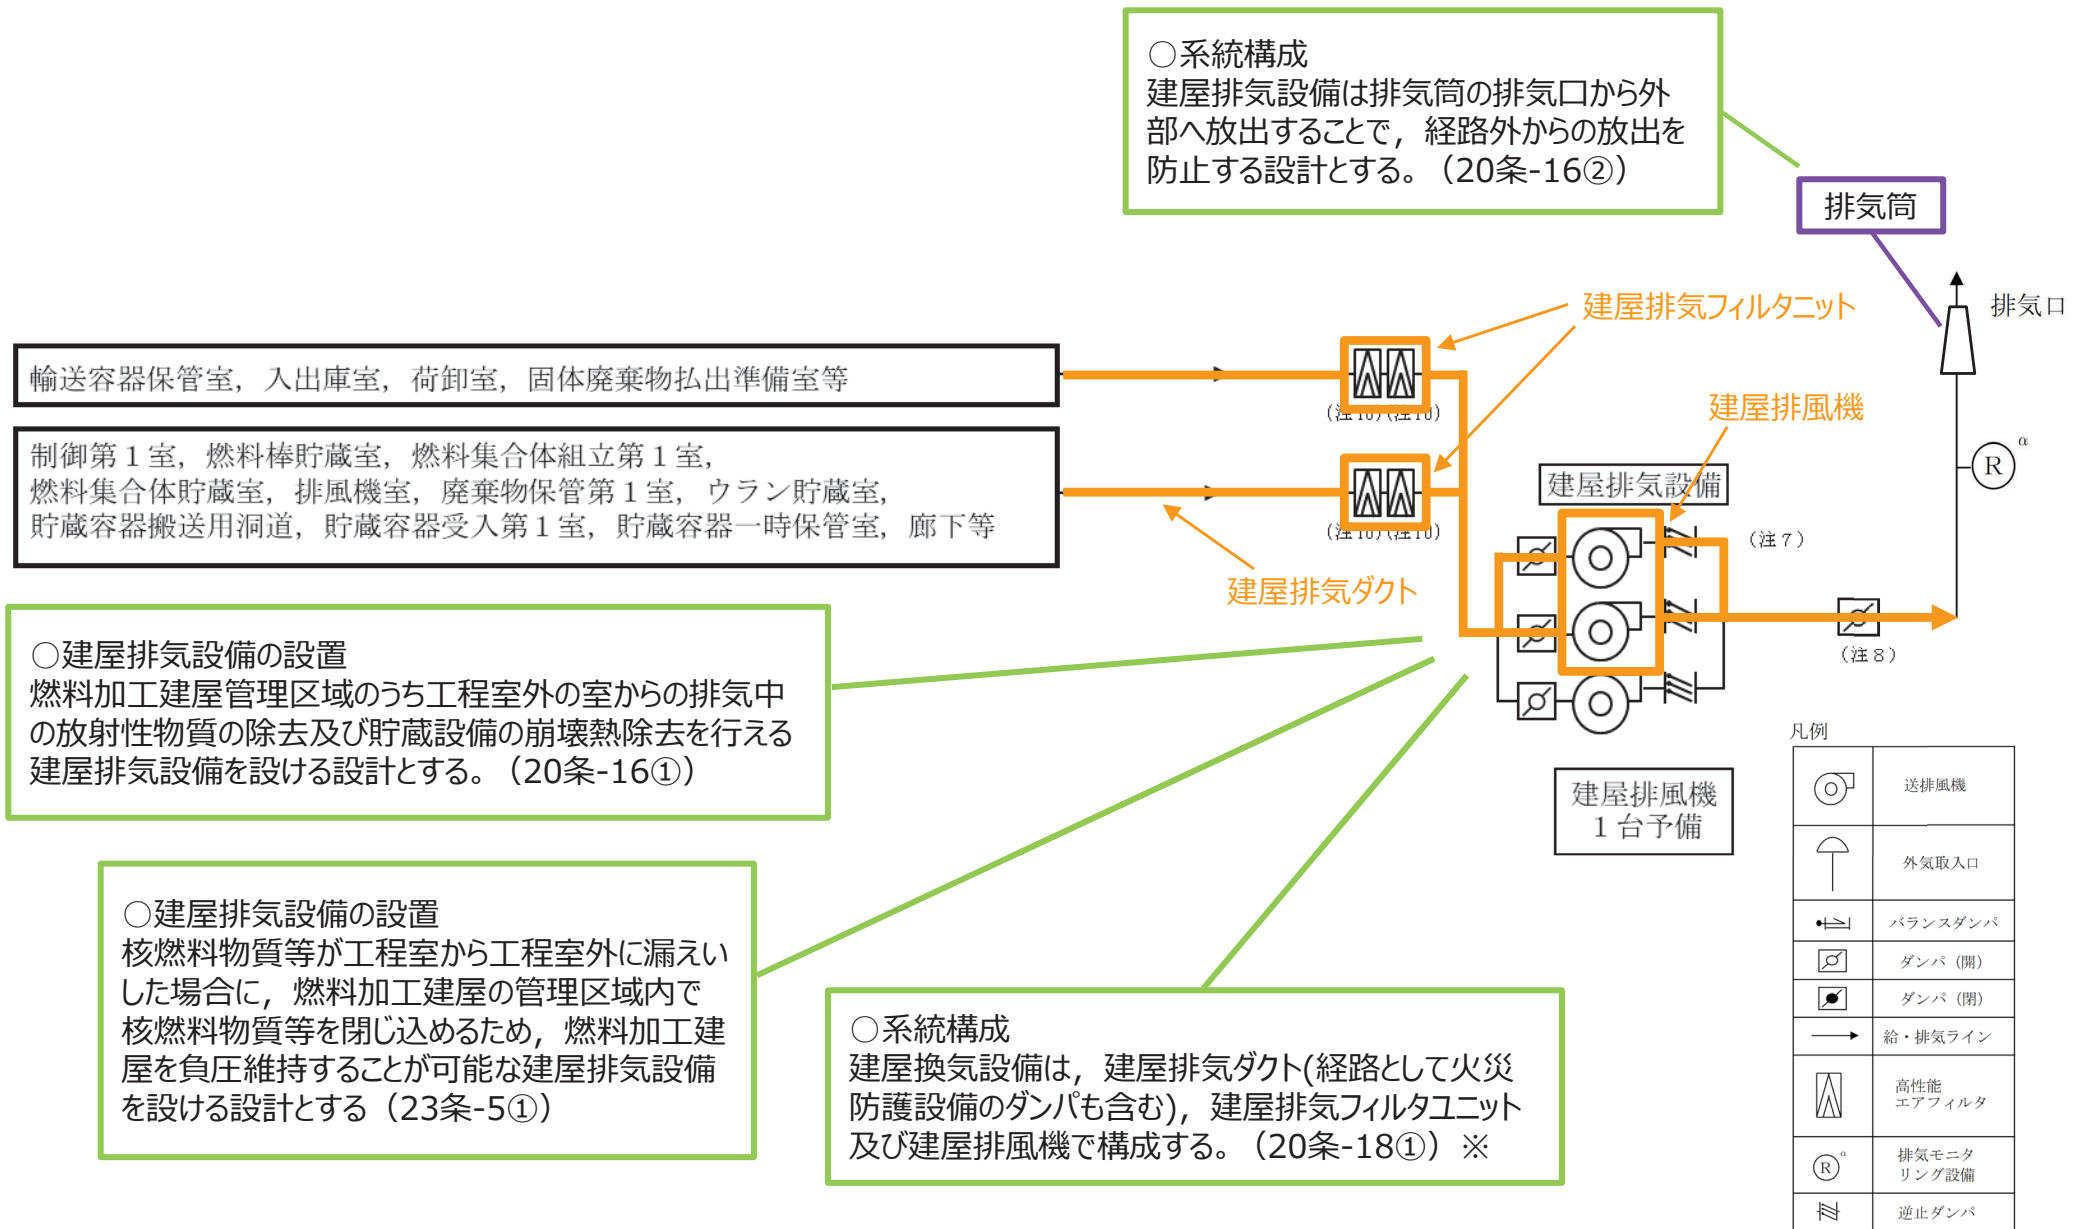 ○系統構成
建屋排気設備は排気筒の排気口から外
部へ放出することで，経路外からの放出を
防止する設計とする。（20条-16②）
排気筒
排気口
建屋排気フィルタニット
輸送容器保管室，入出庫室，荷卸室，固体廃棄物払出準備室等
(注10)(注10)
建屋排風機
制御第１室，燃料棒貯蔵室，燃料集合体組立第１室，
燃料集合体貯蔵室，排風機室，廃棄物保管第１室，ウラン貯蔵室，
貯蔵容器搬送用洞道，貯蔵容器受入第１室，貯蔵容器一時保管室，廊下等
(注10)(注10)
R α
建屋排気設備
（注７）
建屋排気ダクト
（注８）
○建屋排気設備の設置
燃料加工建屋管理区域のうち工程室外の室からの排気中
の放射性物質の除去及び貯蔵設備の崩壊熱除去を行える
建屋排気設備を設ける設計とする。（20条-16①）
建屋排風機
１台予備
○建屋排気設備の設置
核燃料物質等が工程室から工程室外に漏えい
した場合に，燃料加工建屋の管理区域内で
核燃料物質等を閉じ込めるため，燃料加工建
屋を負圧維持することが可能な建屋排気設備
を設ける設計とする（23条-5①）
○系統構成
建屋換気設備は，建屋排気ダクト(経路として火災
防護設備のダンパも含む)，建屋排気フィルタユニット
及び建屋排風機で構成する。（20条-18①）※
凡例
送排風機
外気取入口
バランスダンパ
ダンパ（開）
ダンパ（閉）
給・排気ライン
高性能
エアフィルタ
R α
排気モニタ
リング設備
逆止ダンパ